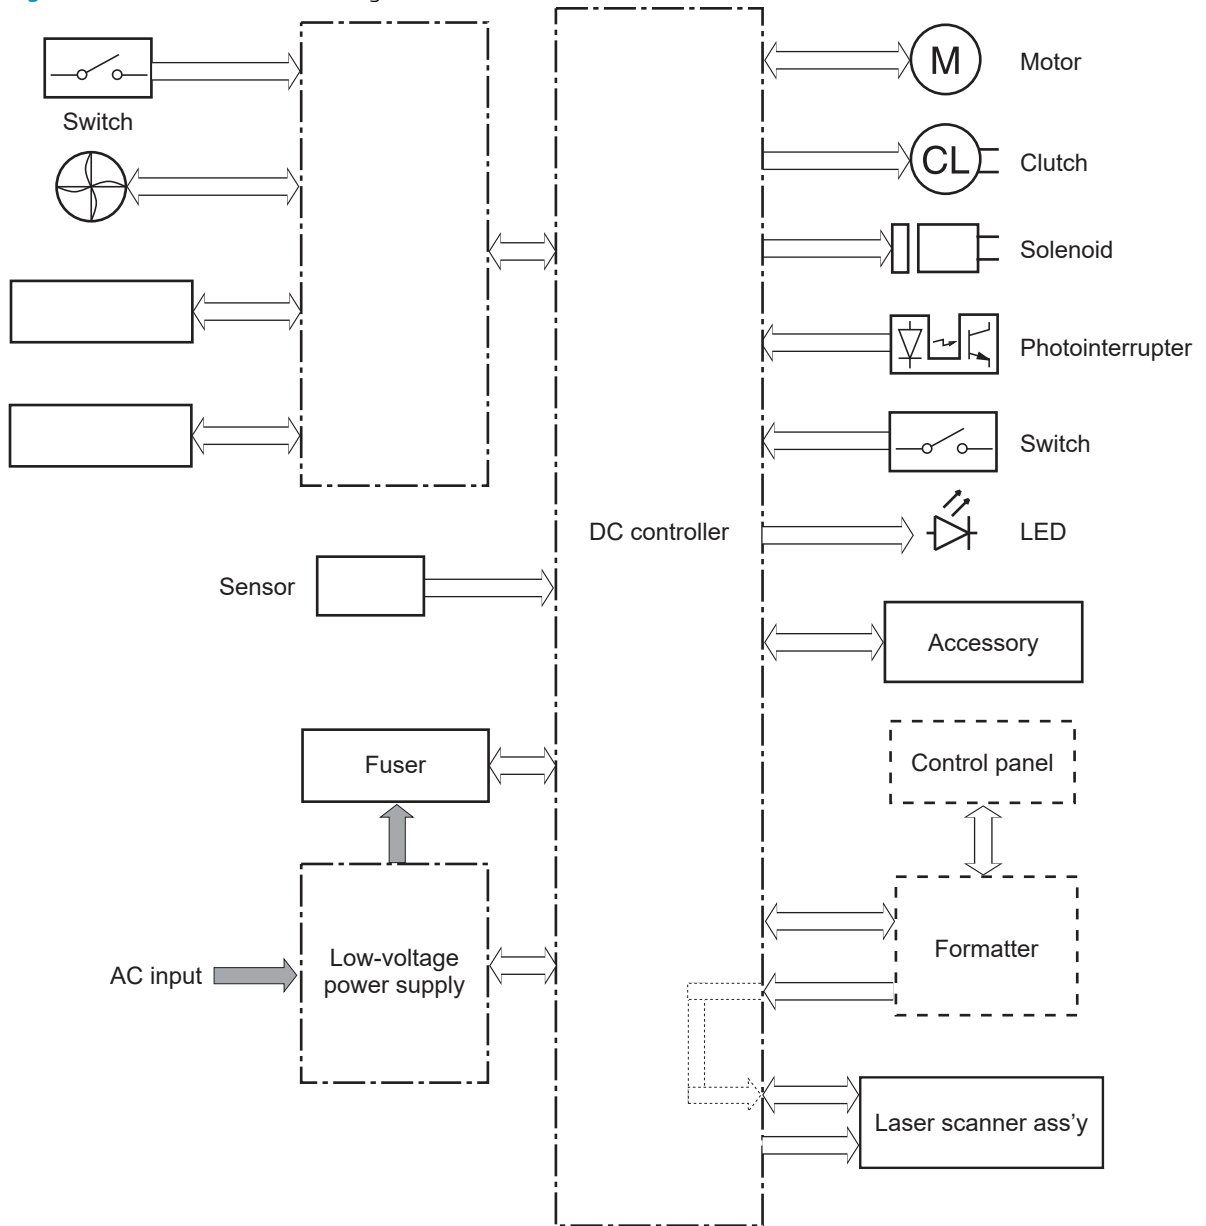 M
Motor
Switch
CL
Clutch
Solenoid
Photointerrupter
Switch
DC controller
LED
Sensor
Accessory
Fuser
Control panel
Formatter
Low-voltage
power supply
AC input
Laser scanner ass’y